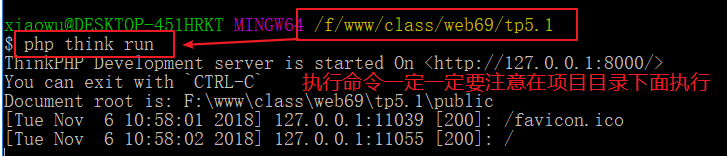 xiaowu@DESKTOP-451HRKT MINGW64 /f/www/class/web69/tp5.1
$ php think run
ThinkPHP Development server is started On <http://127.0.0.1:8000/>
You can exit with `CTRL-C` 执行命令一定一定要注意在项目目录下面执行
Document root is: F:\www\class\web69\tp5.1\public
[Tue Nov  6 10:58:01 2018] 127.0.0.1:11039 [200]: /favicon.ico
[Tue Nov  6 10:58:02 2018] 127.0.0.1:11055 [200]: /